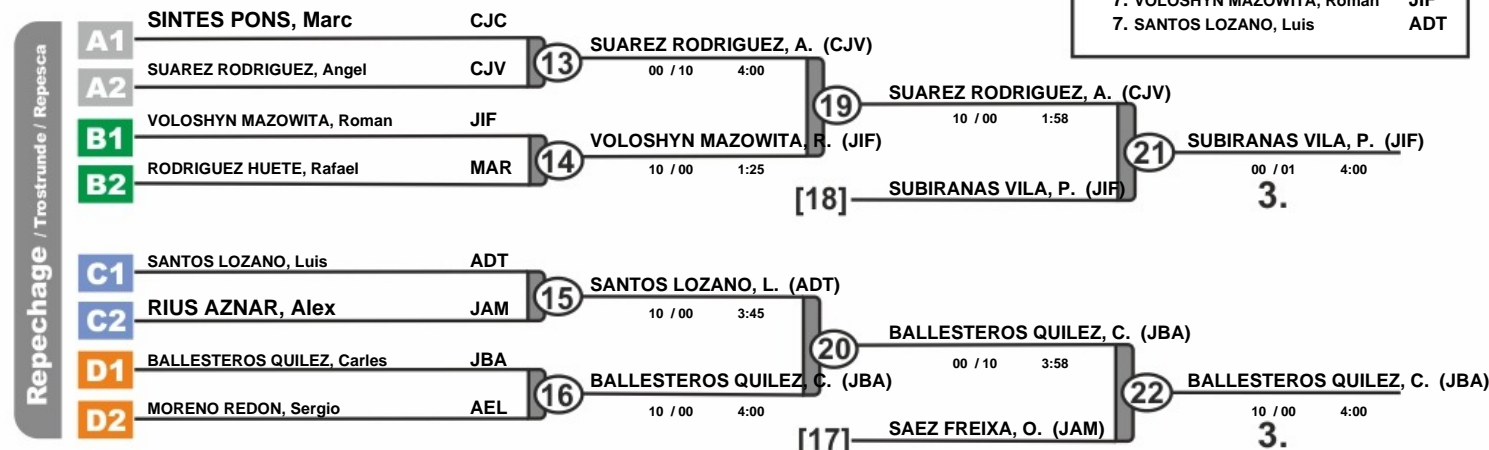 7. VOLOSHYN MAZOWITA, Roman JIF
7. SANTOS LOZANO, Luis ADT
Repechage / Trostrunde / Repesca
A1 SINTES PONS, Marc CJC
A2 SUAREZ RODRIGUEZ, Angel CJV
13 SUAREZ RODRIGUEZ, A. (CJV)
00 / 10 4:00
B1 VOLOSHYN MAZOWITA, Roman JIF
B2 RODRIGUEZ HUETE, Rafael MAR
14 VOLOSHYN MAZOWITA, R. (JIF)
10 / 00 1:25
19 SUAREZ RODRIGUEZ, A. (CJV)
10 / 00 1:58
[18] SUBIRANAS VILA, P. (JIF)
21 SUBIRANAS VILA, P. (JIF)
00 / 01 4:00
3.
C1 SANTOS LOZANO, Luis ADT
C2 RIUS AZNAR, Alex JAM
15 SANTOS LOZANO, L. (ADT)
10 / 00 3:45
D1 BALLESTEROS QUILEZ, Carles JBA
D2 MORENO REDON, Sergio AEL
16 BALLESTEROS QUILEZ, C. (JBA)
10 / 00 4:00
20 BALLESTEROS QUILEZ, C. (JBA)
00 / 10 3:58
[17] SAEZ FREIXA, O. (JAM)
22 BALLESTEROS QUILEZ, C. (JBA)
10 / 00 4:00
3.